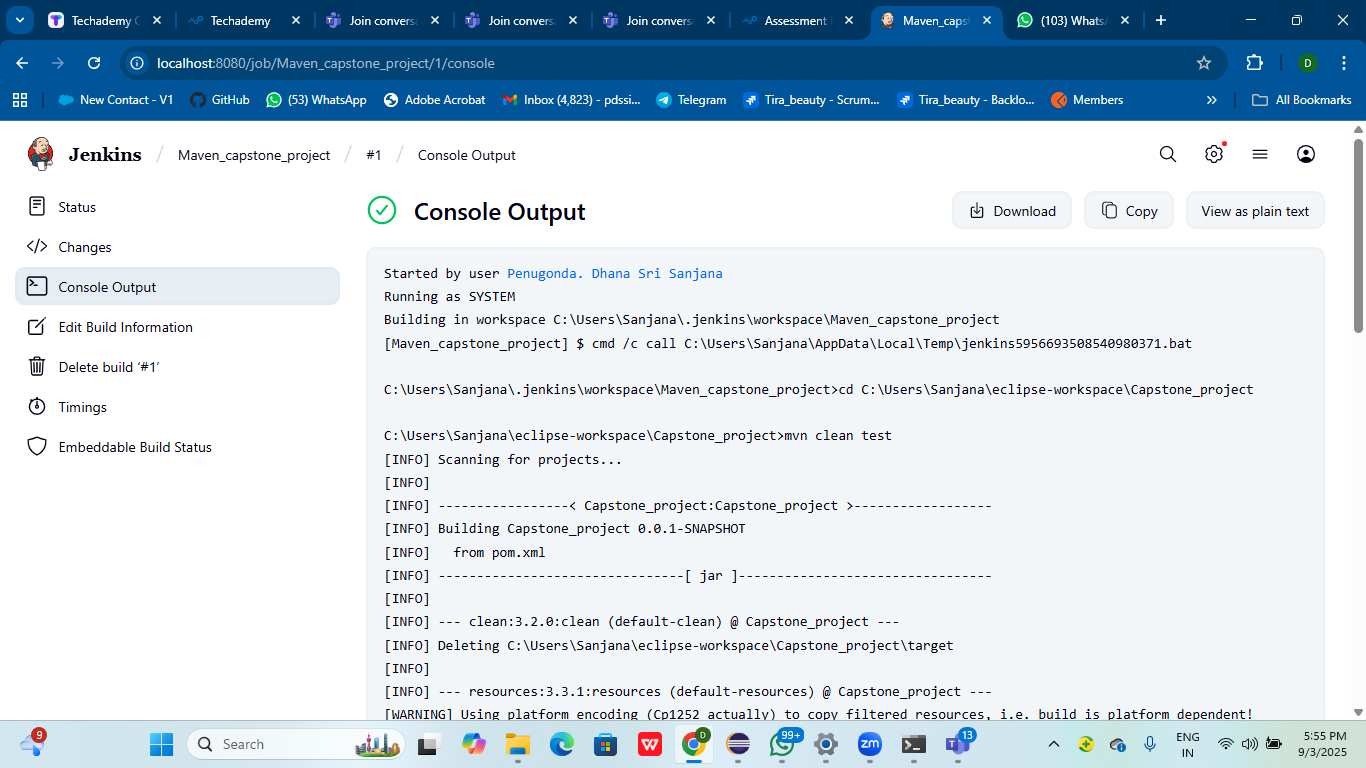 Techademy
Techademy
Join convers
Join convers
Join convers
Assessment
Maven_caps
(103) Whats
localhost:8080/job/Maven_capstone_project/1/console
D
New Contact - V1
GitHub
(53) WhatsApp
Adobe Acrobat
Inbox (4,823) - pdssi...
Telegram
Tira_beauty - Scrum...
Tira_beauty - Backlo...
Members
All Bookmarks
Jenkins / Maven_capstone_project / #1 / Console Output
Status
Changes
Console Output
Edit Build Information
Delete build ‘#1’
Timings
Embeddable Build Status
Console Output
Download
Copy
View as plain text
Started by user Penugonda. Dhana Sri Sanjana
Running as SYSTEM
Building in workspace C:\Users\Sanjana\.jenkins\workspace\Maven_capstone_project
[Maven_capstone_project] $ cmd /c call C:\Users\Sanjana\AppData\Local\Temp\jenkins5956693508540980371.bat
C:\Users\Sanjana\.jenkins\workspace\Maven_capstone_project>cd C:\Users\Sanjana\eclipse-workspace\Capstone_project
C:\Users\Sanjana\eclipse-workspace\Capstone_project>mvn clean test
[INFO] Scanning for projects...
[INFO]
[INFO] -----------------< Capstone_project:Capstone_project >------------------
[INFO] Building Capstone_project 0.0.1-SNAPSHOT
[INFO]   from pom.xml
[INFO] --------------------------------[ jar ]---------------------------------
[INFO]
[INFO] --- clean:3.2.0:clean (default-clean) @ Capstone_project ---
[INFO] Deleting C:\Users\Sanjana\eclipse-workspace\Capstone_project\target
[INFO]
[INFO] --- resources:3.3.1:resources (default-resources) @ Capstone_project ---
[WARNING] Using platform encoding (Cp1252 actually) to copy filtered resources, i.e. build is platform dependent!
9
Search
D
99+
zm
13
ENG
IN
5:55 PM
9/3/2025